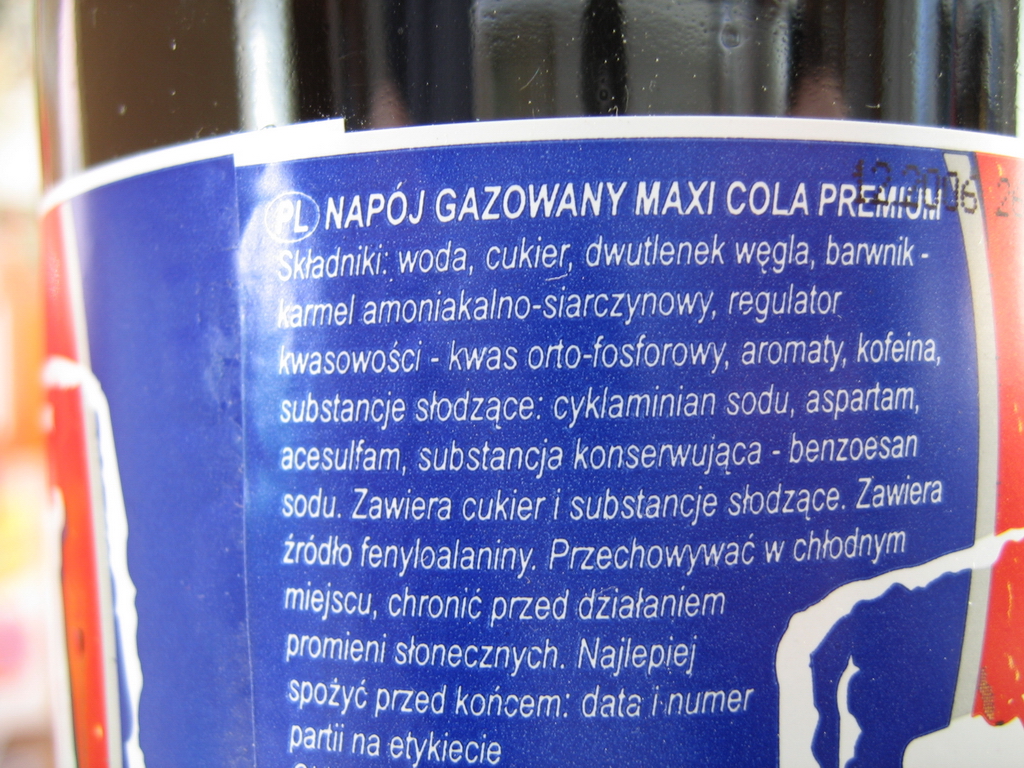 PL NAPÓJ GAZOWANY MAXI COLA PREMIUM
12.2006
Składniki: woda, cukier, dwutlenek węgla, barwnik -
karmel amoniakalno-siarczynowy, regulator
kwasowości - kwas orto-fosforowy, aromaty, kofeina,
substancje słodzące: cyklaminian sodu, aspartam,
acesulfam, substancja konserwująca - benzoesan
sodu. Zawiera cukier i substancje słodzące. Zawiera
źródło fenyloalaniny. Przechowywać w chłodnym
miejscu, chronić przed działaniem
promieni słonecznych. Najlepiej
spożyć przed końcem: data i numer
partii na etykiecie